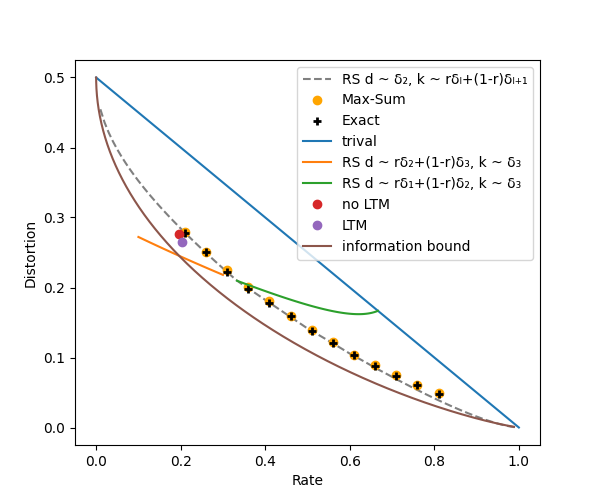 RS d ~ δ₂, k ~ rδₗ+(1-r)δₗ₊₁
Max-Sum
Exact
trival
RS d ~ rδ₂+(1-r)δ₃, k ~ δ₃
RS d ~ rδ₁+(1-r)δ₂, k ~ δ₃
no LTM
LTM
information bound
0.5
0.4
0.3
0.2
0.1
0.0
Distortion
0.0 0.2 0.4 0.6 0.8 1.0
Rate